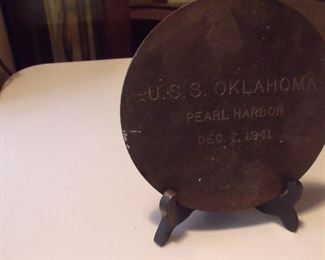 U.S.S. OKLAHOMA
PEARL HARBOR
DEC. 7, 1941